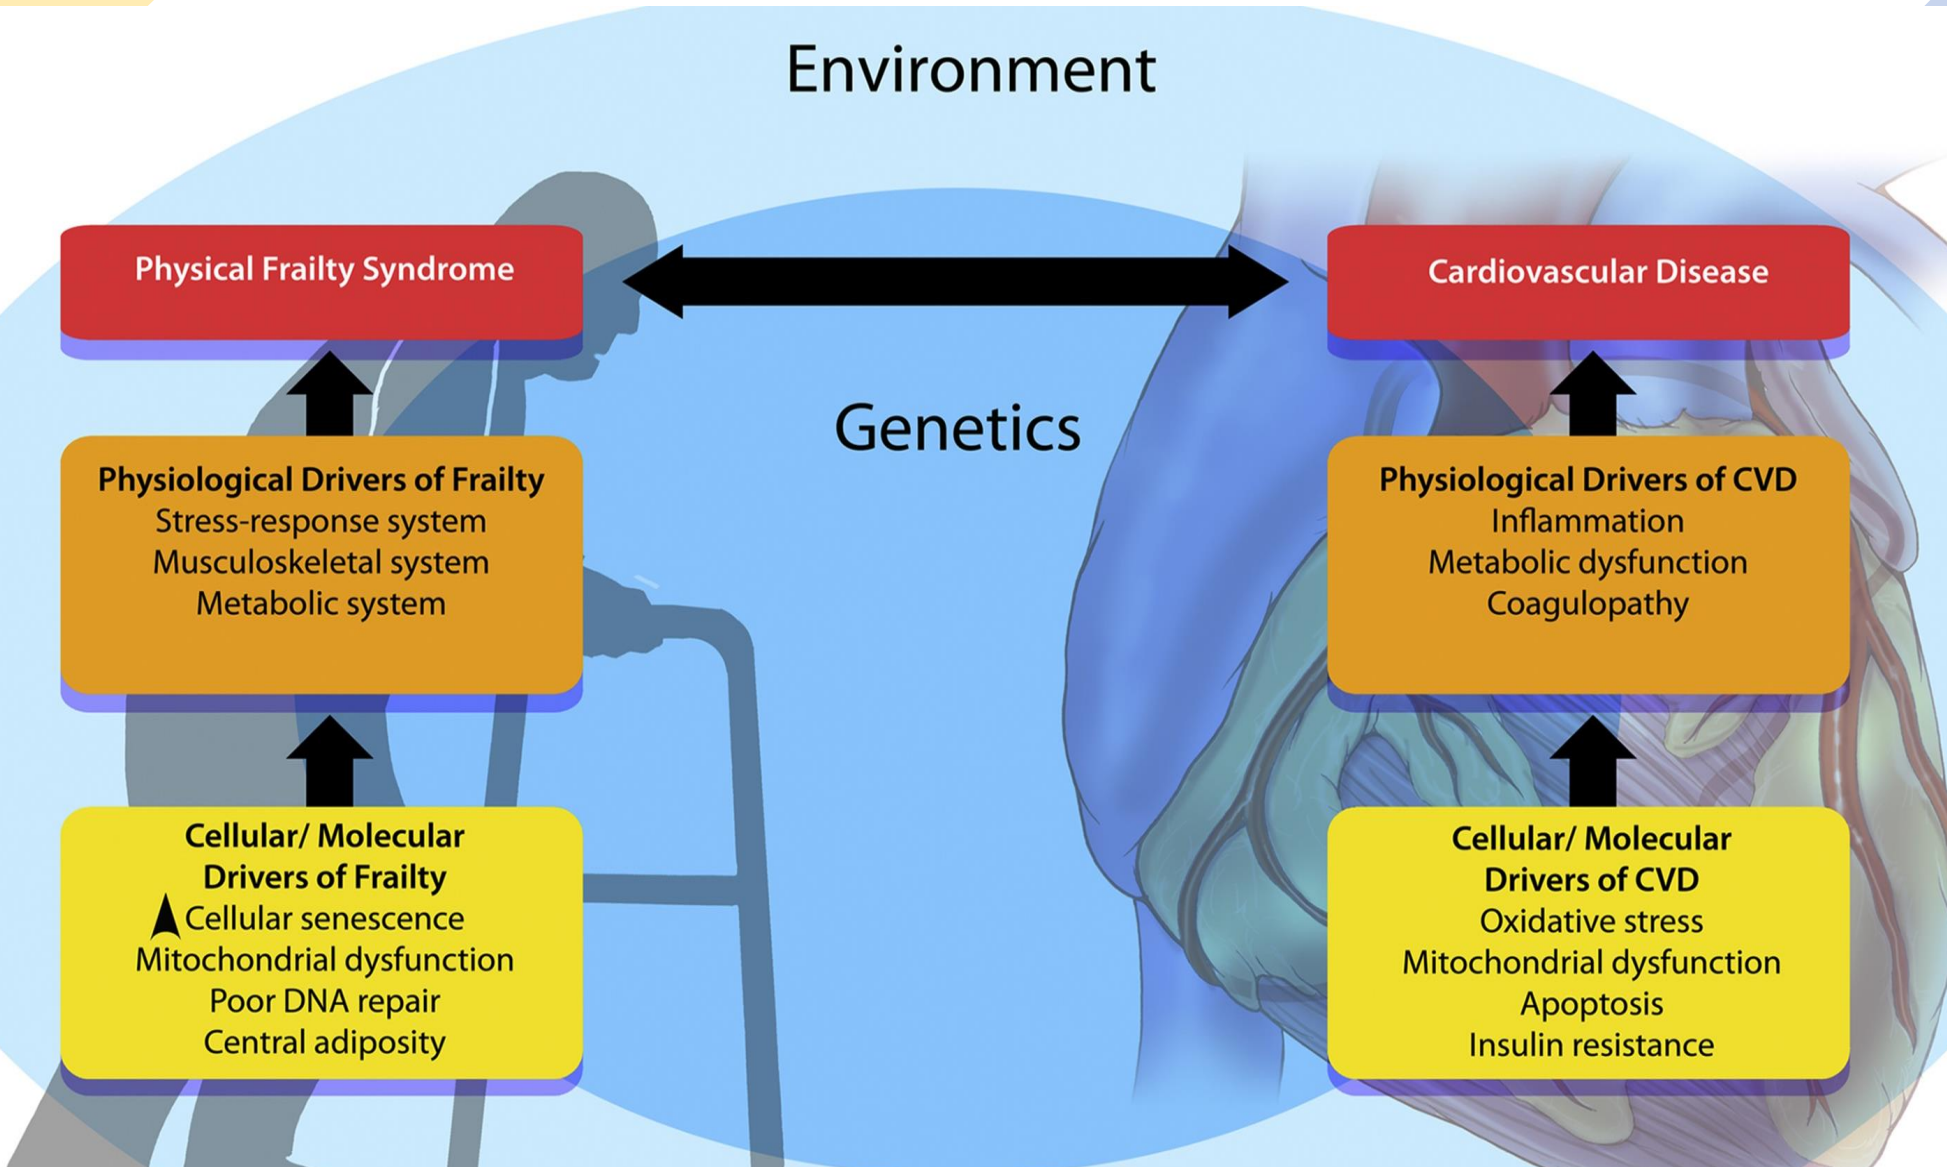 Environment
Physical Frailty Syndrome
Cardiovascular Disease
Genetics
Physiological Drivers of Frailty
Stress-response system
Musculoskeletal system
Metabolic system
Physiological Drivers of CVD
Inflammation
Metabolic dysfunction
Coagulopathy
Cellular/ Molecular
Drivers of Frailty
Cellular senescence
Mitochondrial dysfunction
Poor DNA repair
Central adiposity
Cellular/ Molecular
Drivers of CVD
Oxidative stress
Mitochondrial dysfunction
Apoptosis
Insulin resistance